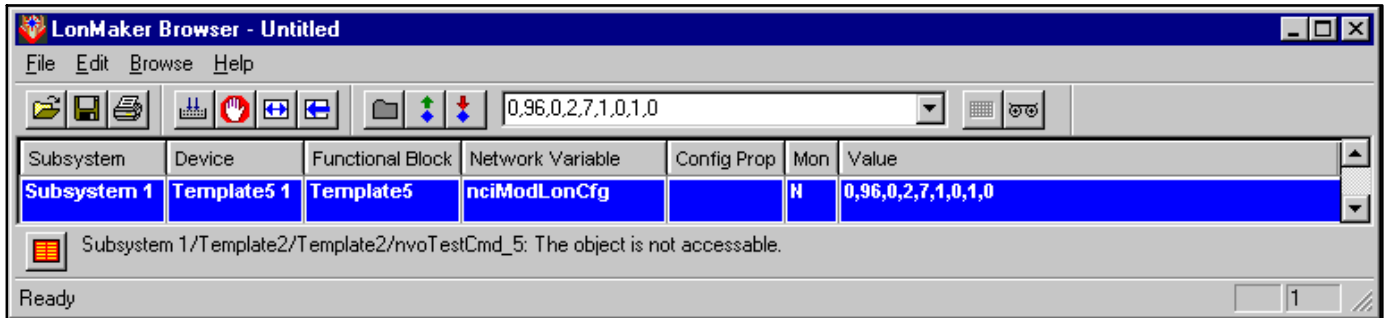 LonMaker Browser - Untitled
File Edit Browse Help
0,96,0,2,7,1,0,1,0
Subsystem Device Functional Block Network Variable Config Prop Mon Value
Subsystem 1 Template5 1 Template5 nciModLonCfg N 0,96,0,2,7,1,0,1,0
Subsystem 1/Template2/Template2/nvoTestCmd_5: The object is not accessable.
Ready 1